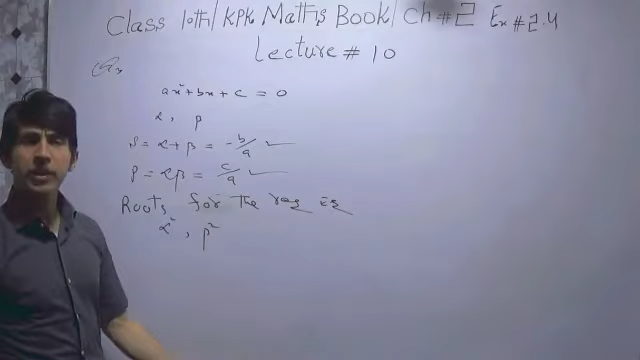 Class 10th/KPK Maths Book/Ch#2 Ex#2.4
Lecture # 10
ax²+bx+c=0
α, β
S=α+β=-b/a
P=αβ=c/a
Roots for the req Eq
α², β²